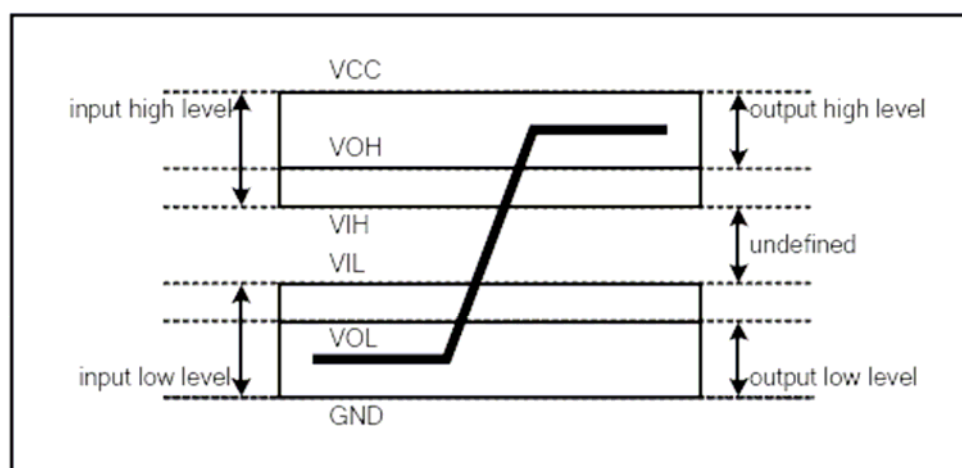 VCC
input high level
output high level
VOH
VIH
undefined
VIL
VOL
input low level
output low level
GND